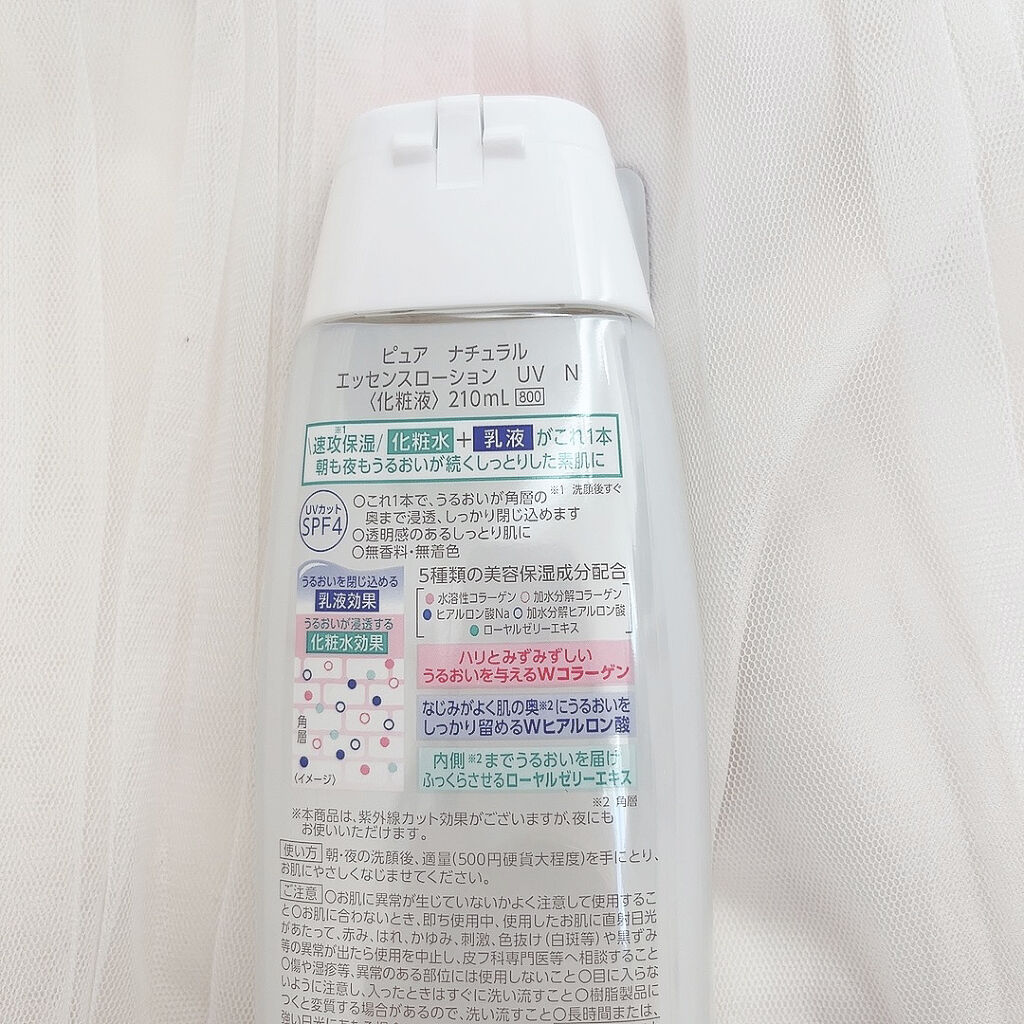 ピュア ナチュラル
エッセンスローション UV N
〈化粧液〉210mL 800
※1
\速攻保湿/ 化粧水+乳液がこれ1本
朝も夜もうるおいが続くしっとりした素肌に
※1 洗顔後すぐ
UVカット
SPF4
○これ1本で、うるおいが角層の
奥まで浸透、しっかり閉じ込めます
○透明感のあるしっとり肌に
○無香料・無着色
うるおいを閉じ込める
乳液効果
うるおいが浸透する
化粧水効果
角層
〈イメージ〉
5種類の美容保湿成分配合
水溶性コラーゲン 加水分解コラーゲン
ヒアルロン酸Na 加水分解ヒアルロン酸
ローヤルゼリーエキス
ハリとみずみずしい
うるおいを与えるWコラーゲン
なじみがよく肌の奥※2にうるおいを
しっかり留めるWヒアルロン酸
内側※2までうるおいを届け
ふっくらさせるローヤルゼリーエキス
※2 角層
※本商品は、紫外線カット効果がございますが、夜にも
お使いいただけます。
使い方 朝・夜の洗顔後、適量(500円硬貨大程度)を手にとり、
お肌にやさしくなじませてください。
ご注意 ○お肌に異常が生じていないかよく注意して使用するこ
と○お肌に合わないとき、即ち使用中、使用したお肌に直射日光
があたって、赤み、はれ、かゆみ、刺激、色抜け(白斑等)や黒ずみ
等の異常が出たら使用を中止し、皮フ科専門医等へ相談すること
○傷や湿疹等、異常のある部位には使用しないこと○目に入らな
いように注意し、入ったときはすぐに洗い流すこと○樹脂製品に
つくと変質する場合があるので、洗い流すこと○長時間または、